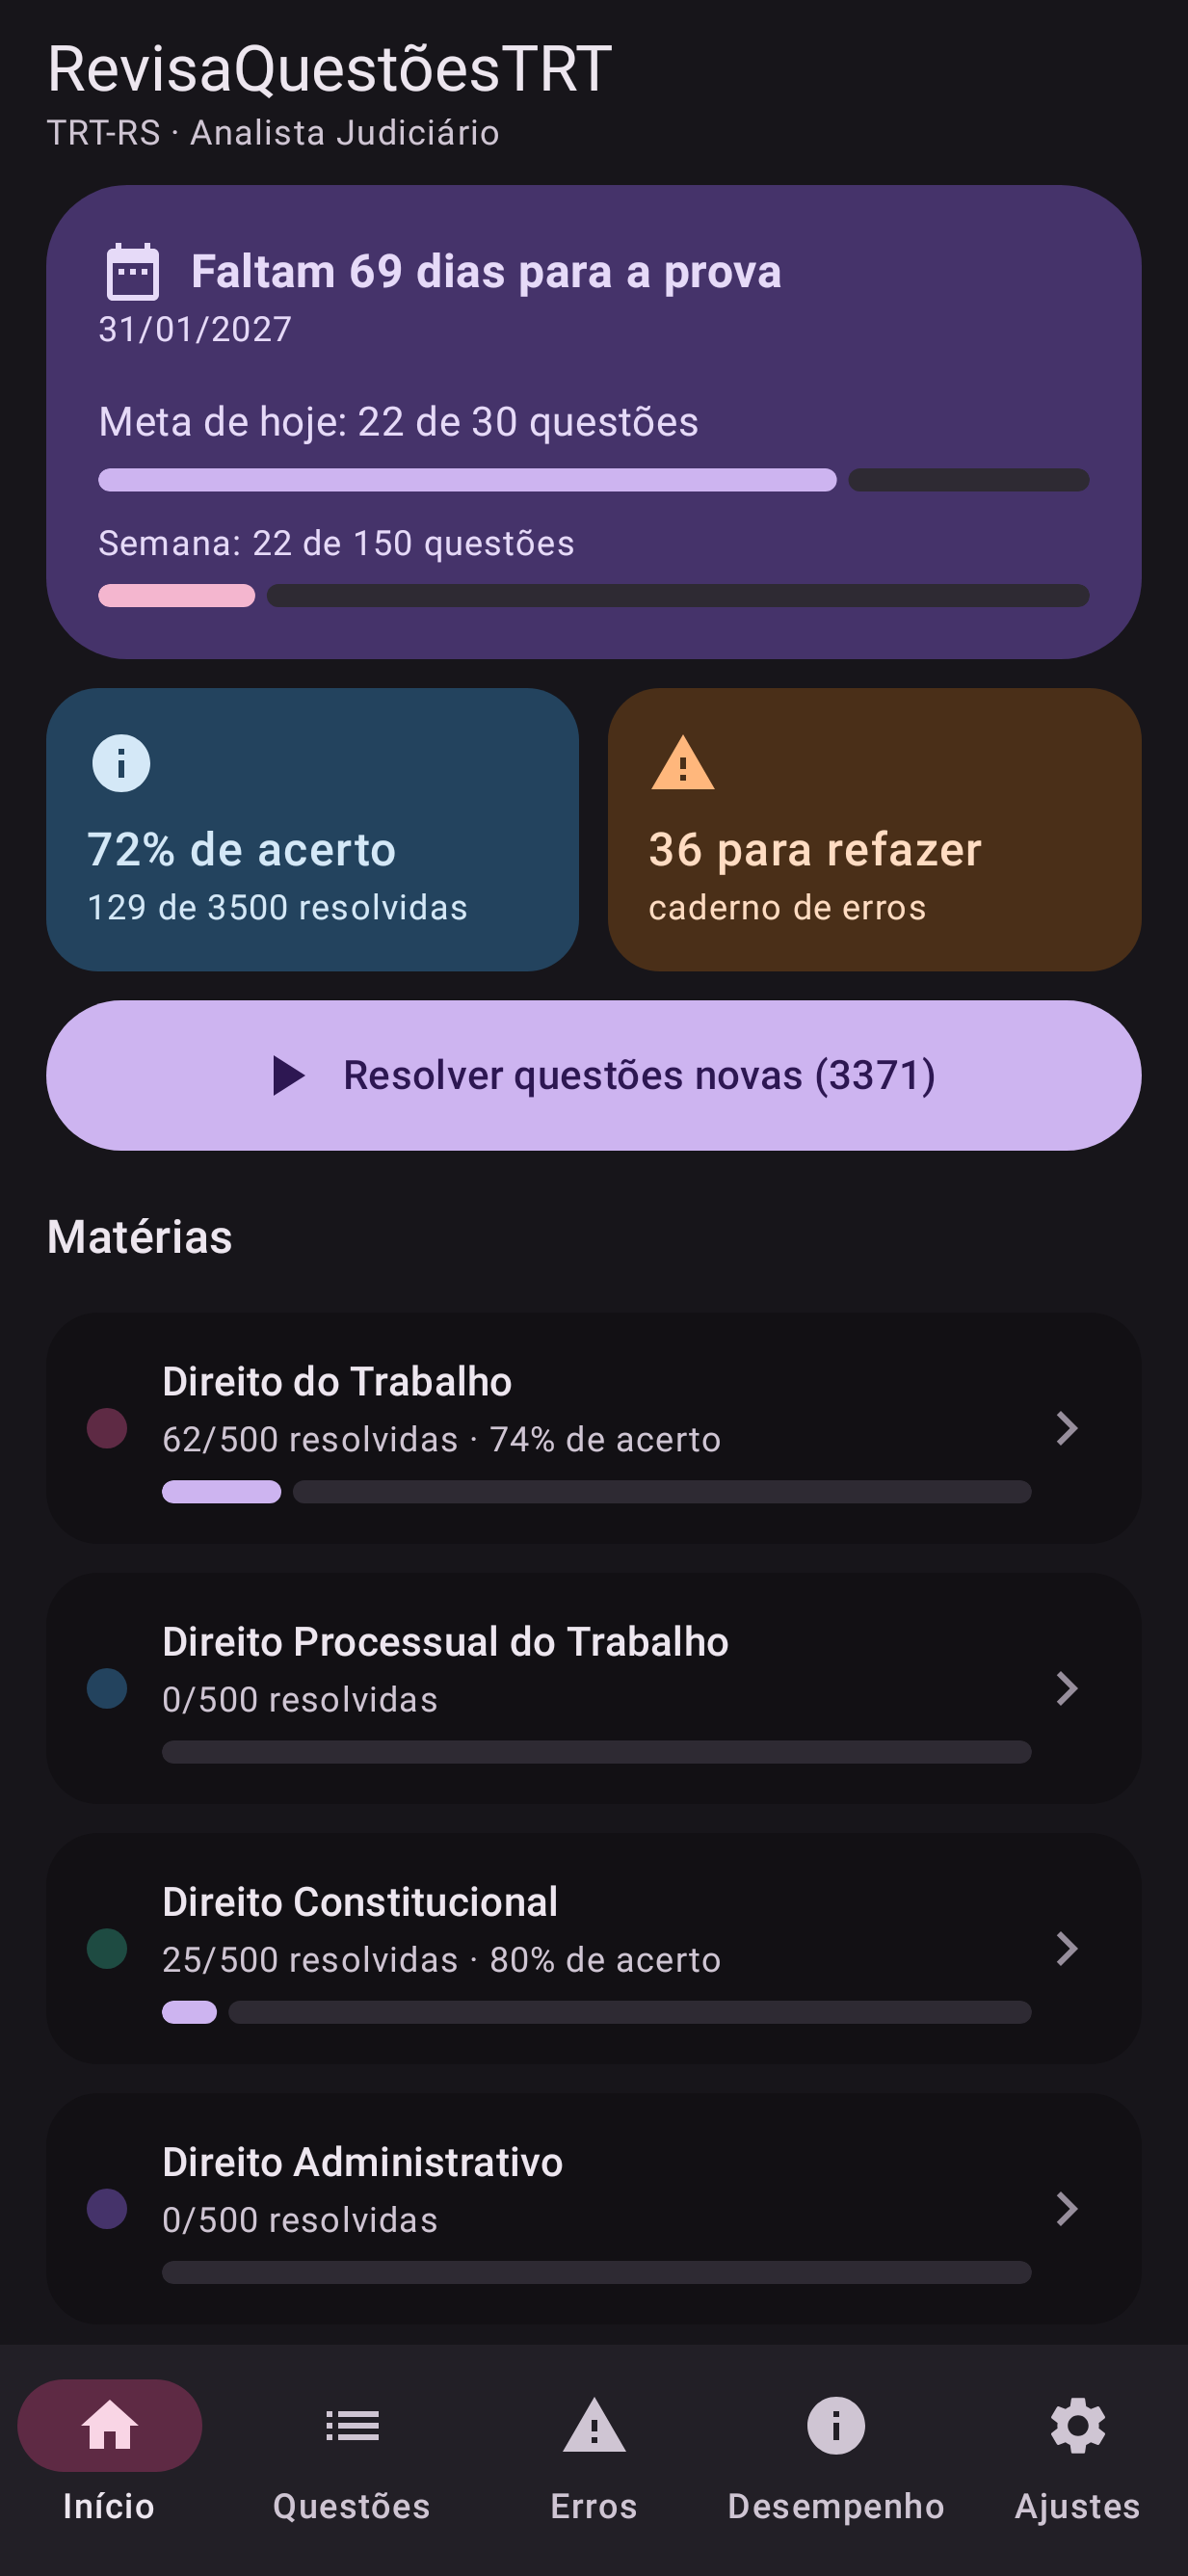 RevisaQuestõesTRT
TRT-RS · Analista Judiciário
Faltam 69 dias para a prova
31/01/2027
Meta de hoje: 22 de 30 questões
Semana: 22 de 150 questões
72% de acerto
129 de 3500 resolvidas
36 para refazer
caderno de erros
Resolver questões novas (3371)
Matérias
Direito do Trabalho
62/500 resolvidas · 74% de acerto
Direito Processual do Trabalho
0/500 resolvidas
Direito Constitucional
25/500 resolvidas · 80% de acerto
Direito Administrativo
0/500 resolvidas
Início
Questões
Erros
Desempenho
Ajustes